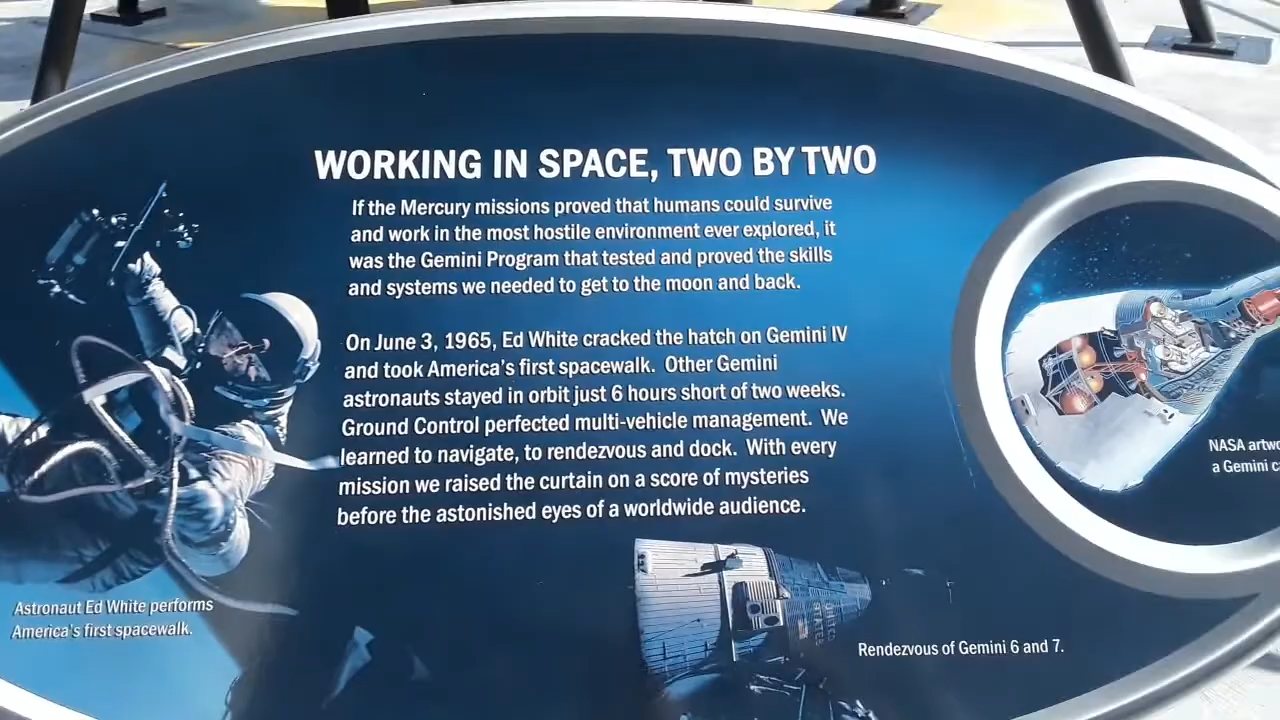 WORKING IN SPACE, TWO BY TWO
If the Mercury missions proved that humans could survive
and work in the most hostile environment ever explored, it
was the Gemini Program that tested and proved the skills
and systems we needed to get to the moon and back.
On June 3, 1965, Ed White cracked the hatch on Gemini IV
and took America's first spacewalk. Other Gemini
astronauts stayed in orbit just 6 hours short of two weeks.
Ground Control perfected multi-vehicle management. We
learned to navigate, to rendezvous and dock. With every
mission we raised the curtain on a score of mysteries
before the astonished eyes of a worldwide audience.
NASA
a Gemini
Astronaut Ed White performs
America's first spacewalk.
UNITED
STATES
Rendezvous of Gemini 6 and 7.